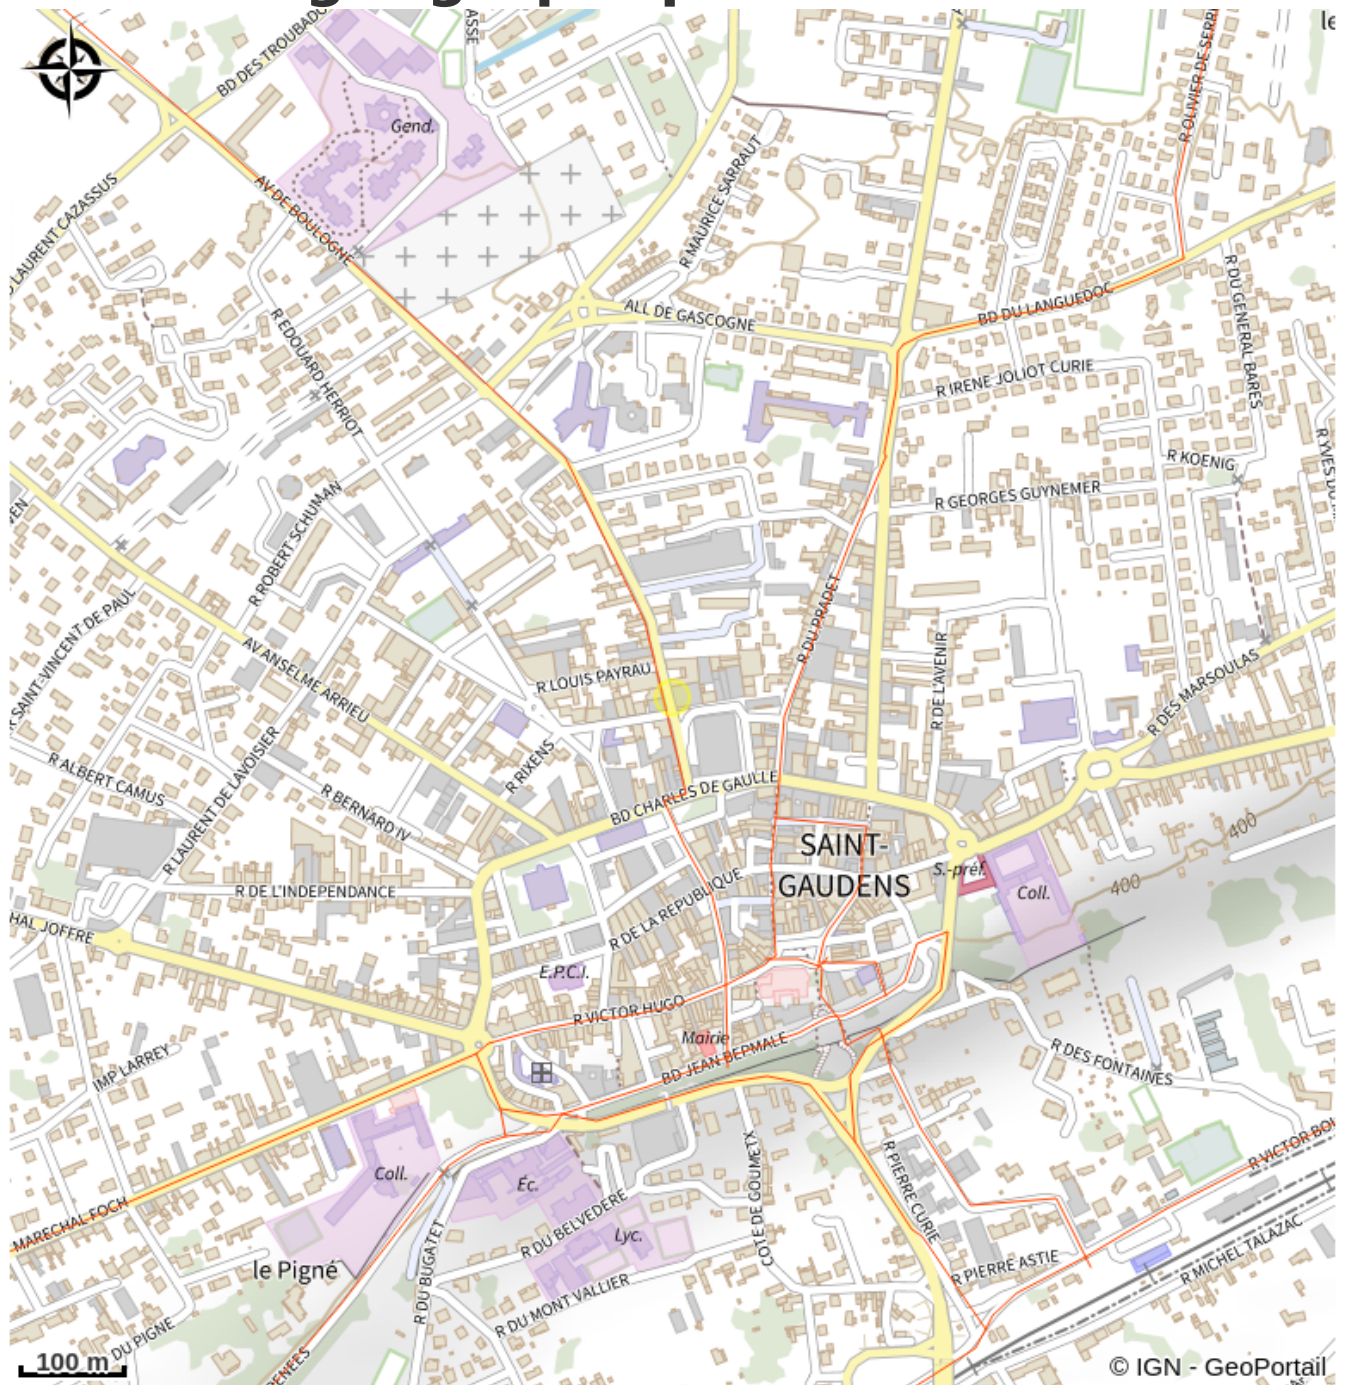 BD DES TROUBADO
ASSE
Gend.
R OLIVIER DE SERR
LAURENT CAZASSUS
AV DE BOULOGNE
R MAURICE SARRAUT
R DU GENERAL BARES
ALL DE GASCOGNE
BD DU LANGUEDOC
R EDOUARD HERRIOT
R IRENE JOLIOT CURIE
R KOENIG
R GEORGES GUYNEMER
R ROBERT SCHUMAN
R DU PRADET
R SAINT-VINCENT DE PAUL
AV ANSELME ARRIEU
R LOUIS PAYRAU
R DE L'AVENIR
R DES MARSOULAS
R ALBERT CAMUS
R LAURENT DE LAVOISIER
R RIXENS
R BERNARD IV
BD CHARLES DE GAULLE
SAINT-
GAUDENS
S.-préf.
Coll.
400
400
R DE L'INDEPENDANCE
R DE LA REPUBLIQUE
HAL JOFFRE
E.P.C.I.
R VICTOR HUGO
Mairie
BD JEAN BEPMALE
IMP LARREY
R DES FONTAINES
Coll.
Éc.
Lyc.
R DU BELVEDERE
COTE DE GOUMETX
R PIERRE CURIE
R VICTOR BO
MARECHAL FOCH
le Pigné
R DU BUGATET
R DU MONT VALLIER
R PIERRE ASTIE
R MICHEL TALAZAC
DU PIGNE
100 m
© IGN - GeoPortail